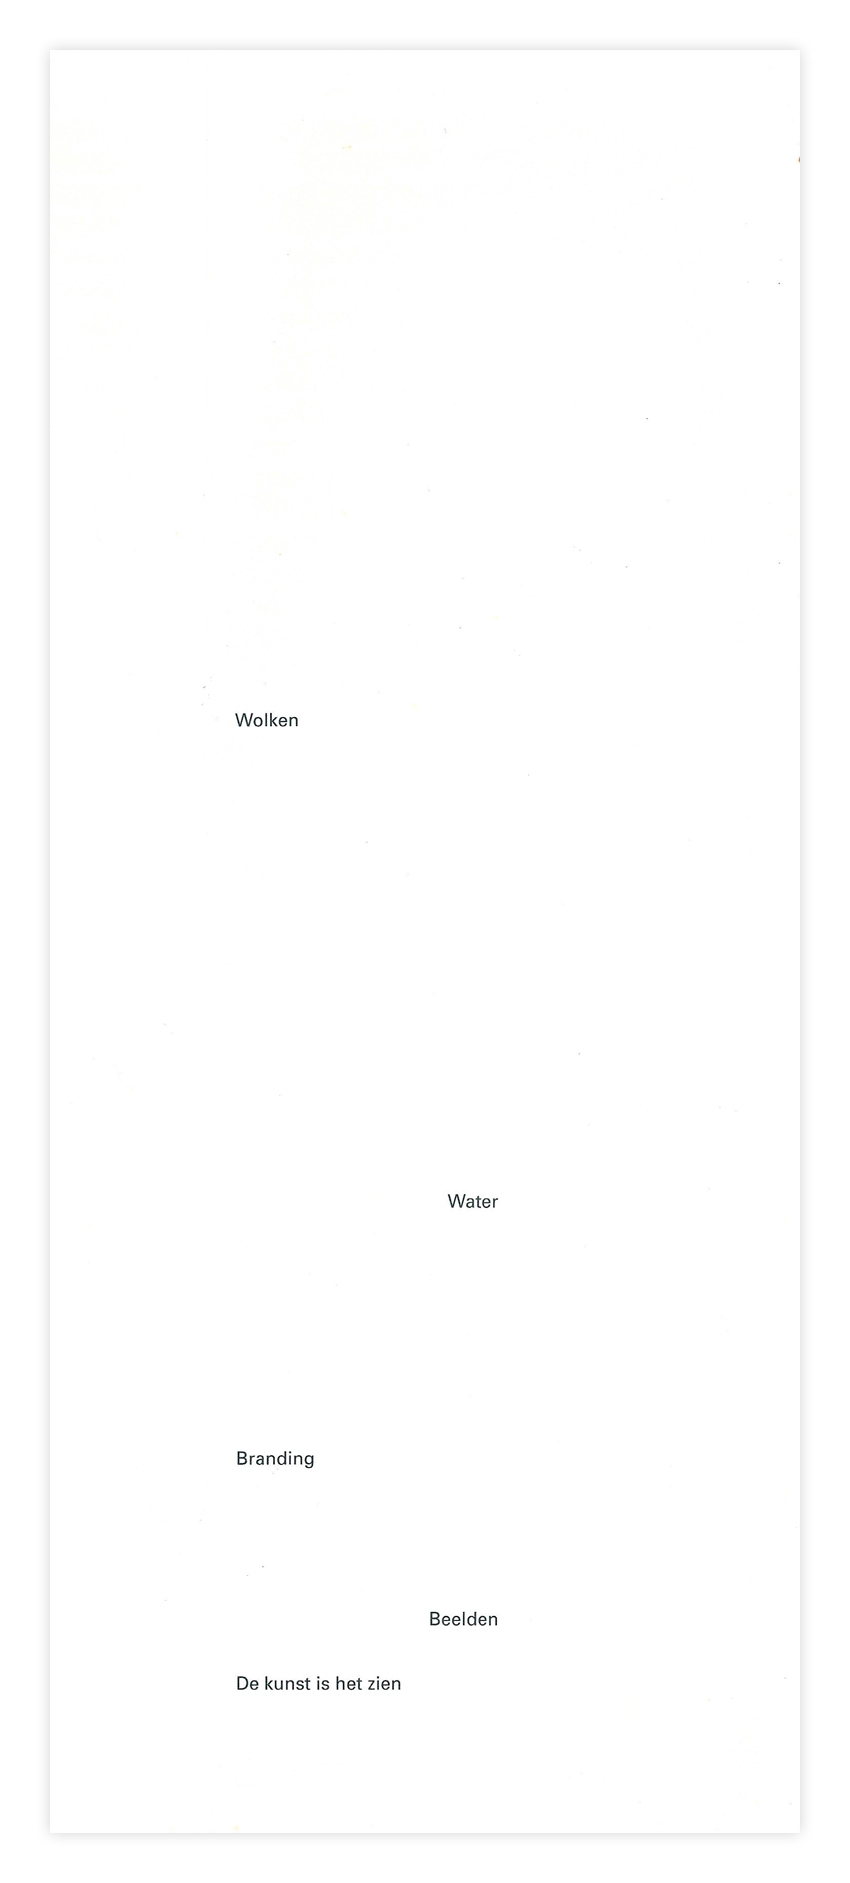 Wolken
Water
Branding
Beelden
De kunst is het zien